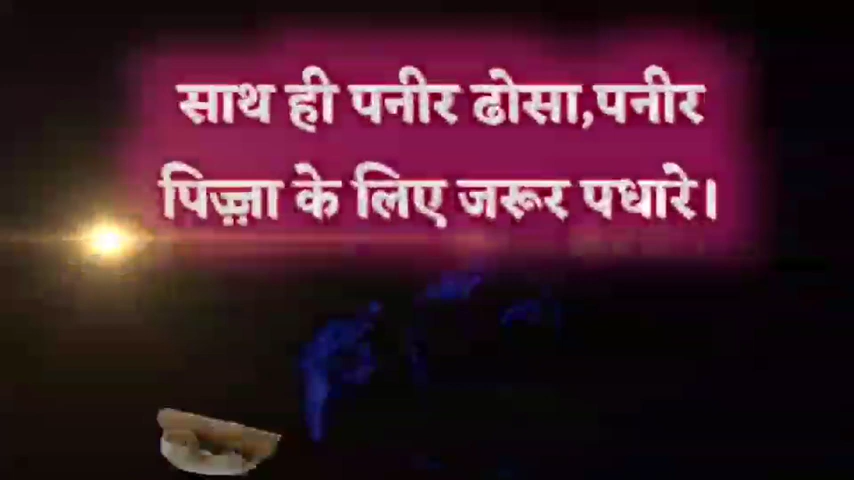 साथ ही पनीर ढोसा,पनीर
पिज़्ज़ा के लिए जरूर पधारे।